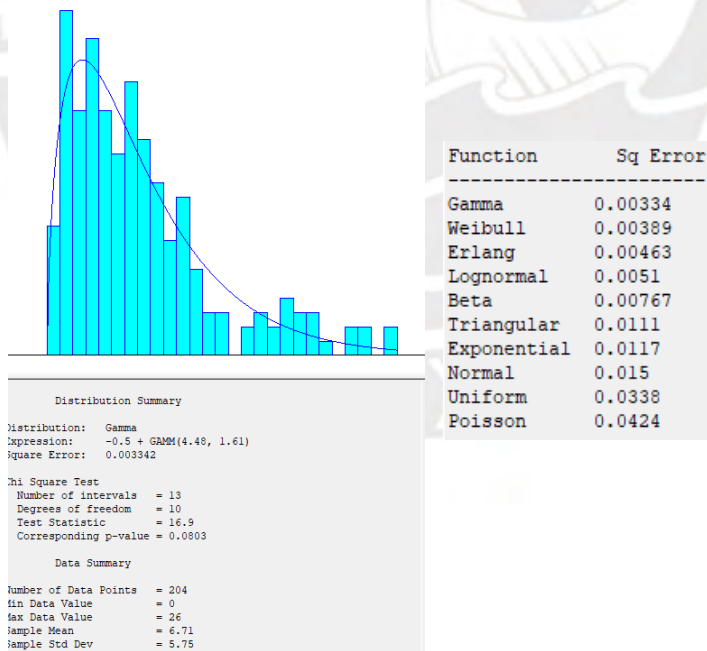 Function Sq Error
-----------------------
Gamma 0.00334
Weibull 0.00389
Erlang 0.00463
Lognormal 0.0051
Beta 0.00767
Triangular 0.0111
Exponential 0.0117
Normal 0.015
Uniform 0.0338
Poisson 0.0424
Distribution Summary
Distribution: Gamma
Expression: -0.5 + GAMM(4.48, 1.61)
Square Error: 0.003342
Chi Square Test
Number of intervals = 13
Degrees of freedom = 10
Test Statistic = 16.9
Corresponding p-value = 0.0803
Data Summary
Number of Data Points = 204
Min Data Value = 0
Max Data Value = 26
Sample Mean = 6.71
Sample Std Dev = 5.75